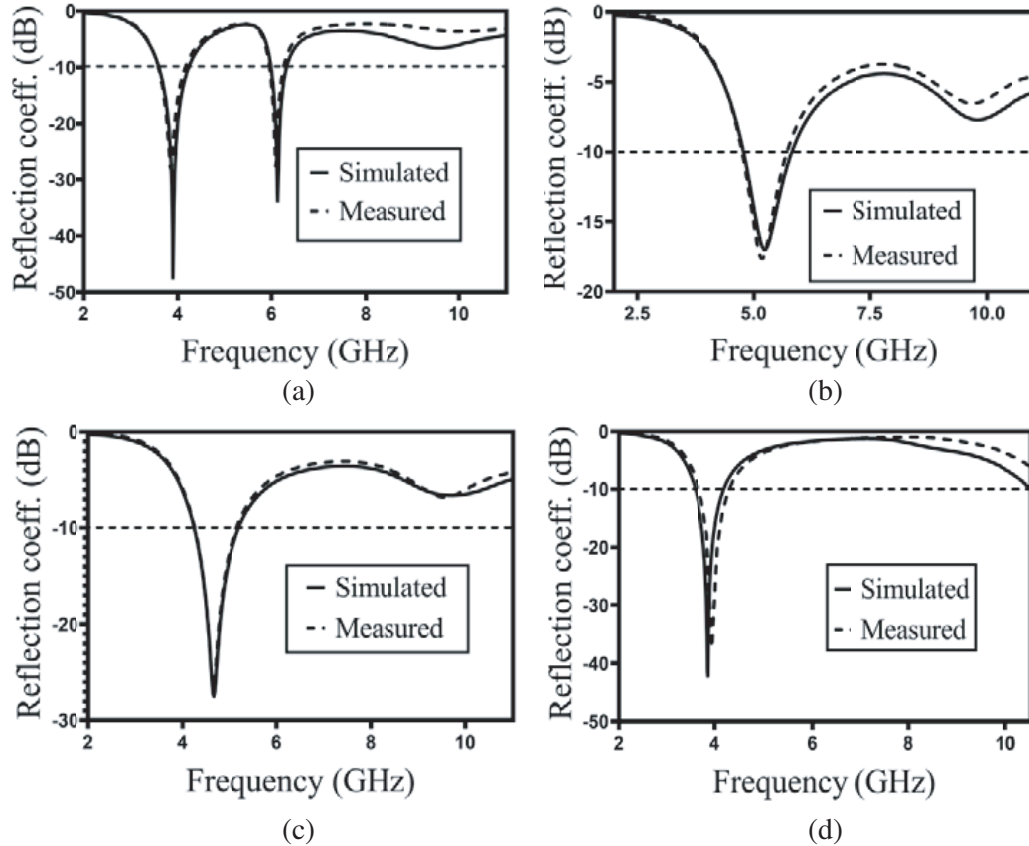 Reflection coeff. (dB)
0
-10
-20
-30
-40
-50
2 4 6 8 10
Simulated
Measured
Frequency (GHz)
(a)
Reflection coeff. (dB)
0
-5
-10
-15
-20
2.5 5.0 7.5 10.0
Simulated
Measured
Frequency (GHz)
(b)
Reflection coeff. (dB)
0
-10
-20
-30
2 4 6 8 10
Simulated
Measured
Frequency (GHz)
(c)
Reflection coeff. (dB)
0
-10
-20
-30
-40
-50
2 4 6 8 10
Simulated
Measured
Frequency (GHz)
(d)